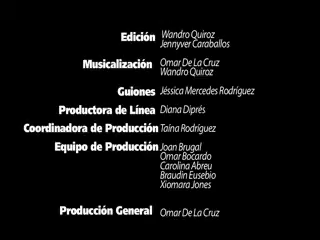 Edición Wandro Quiroz
Jennyver Caraballos
Musicalización Omar De La Cruz
Wandro Quiroz
Guiones Jéssica Mercedes Rodríguez
Productora de Línea Diana Diprés
Coordinadora de Producción Taína Rodríguez
Equipo de Producción Joan Brugal
Omar Bocardo
Carolina Abreu
Braudin Eusebio
Xiomara Jones
Producción General Omar De La Cruz